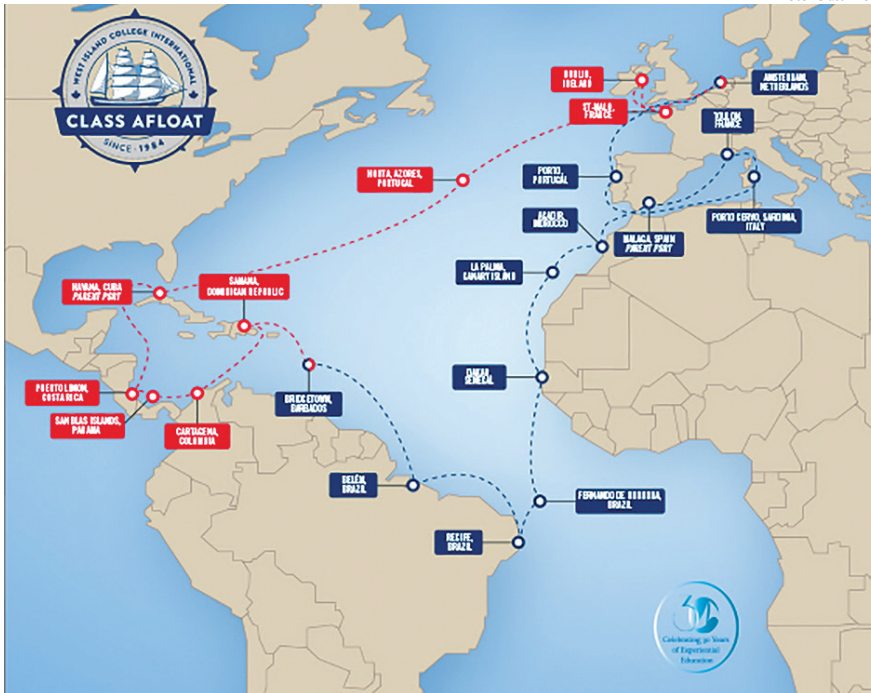 WEST ISLAND COLLEGE INTERNATIONAL
CLASS AFLOAT
SINCE • 1984
DUBLIN,
IRELAND
AMSTERDAM,
NETHERLANDS
ST-MALO,
FRANCE
TOULON,
FRANCE
HORTA, AZORES,
PORTUGAL
PORTO,
PORTUGAL
AGADIR,
MOROCCO
MALAGA, SPAIN
PARENT PORT
PORTO CERVO, SARDINIA,
ITALY
LA PALMA,
CANARY ISLAND
HAVANA, CUBA
PARENT PORT
SAMANA,
DOMINICAN REPUBLIC
DAKAR,
SENEGAL
PUERTO LIMON,
COSTA RICA
BRIDGETOWN,
BARBADOS
SAN BLAS ISLANDS,
PANAMA
CARTAGENA,
COLOMBIA
BELÉM,
BRAZIL
FERNANDO DE NORONHA,
BRAZIL
RECIFE,
BRAZIL
30
Celebrating 30 Years
of Experiential
Education